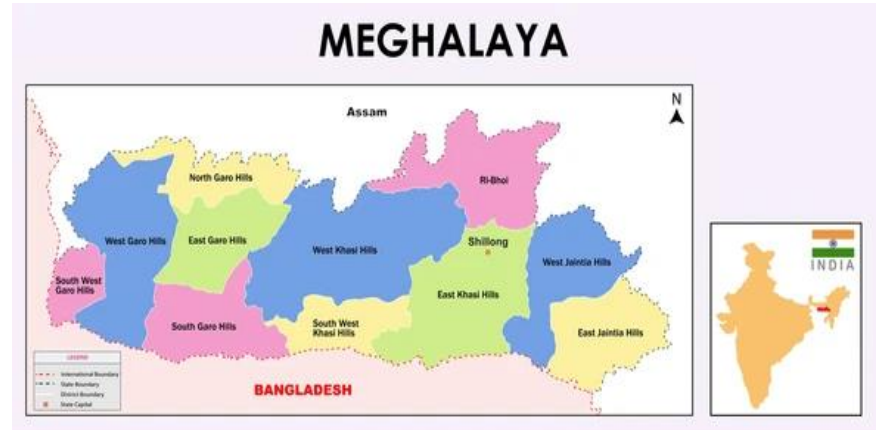 MEGHALAYA
Assam
N
North Garo Hills
Ri-Bhoi
West Garo Hills
East Garo Hills
West Khasi Hills
Shillong
West Jaintia Hills
South West
Garo Hills
East Khasi Hills
South Garo Hills
South West
Khasi Hills
East Jaintia Hills
BANGLADESH
LEGEND
International Boundary
State Boundary
District Boundary
State Capital
INDIA